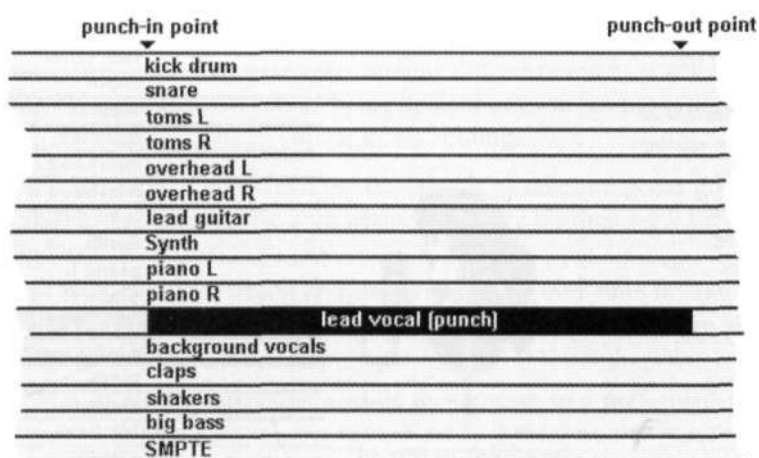 punch-in point punch-out point
kick drum
snare
toms L
toms R
overhead L
overhead R
lead guitar
Synth
piano L
piano R
lead vocal (punch)
background vocals
claps
shakers
big bass
SMPTE